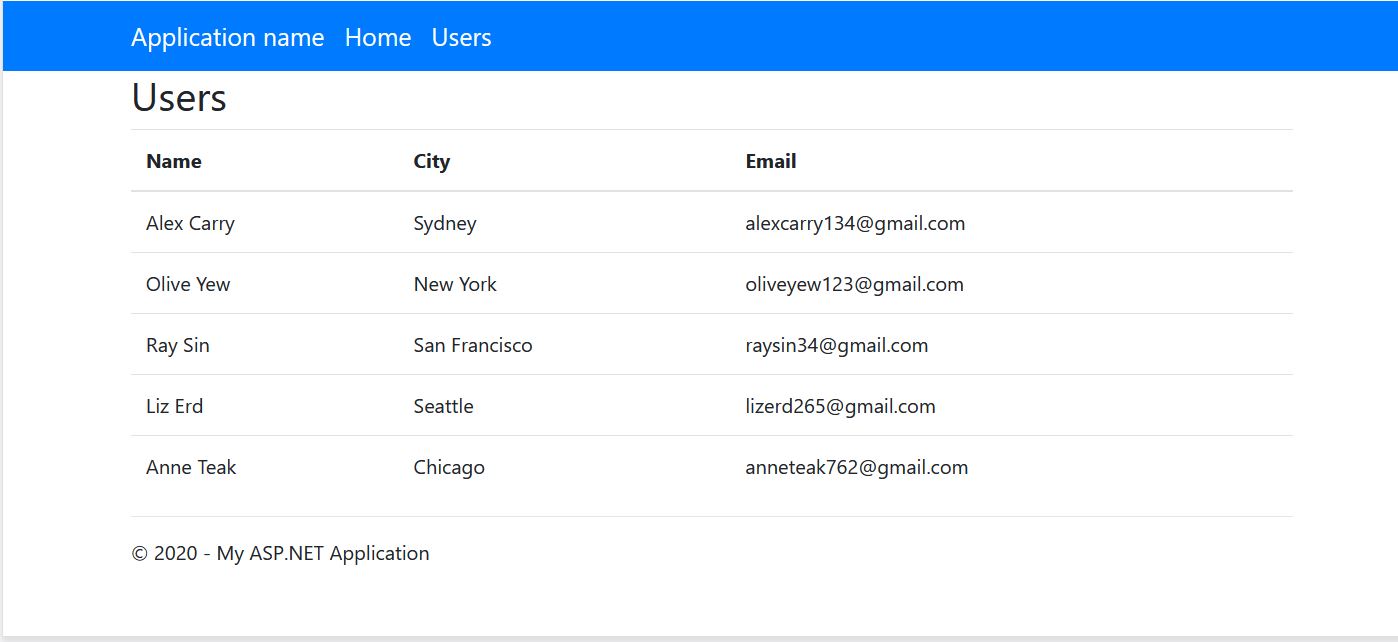 Application name Home Users
Users
Name City Email
Alex Carry Sydney alexcarry134@gmail.com
Olive Yew New York oliveyew123@gmail.com
Ray Sin San Francisco raysin34@gmail.com
Liz Erd Seattle lizerd265@gmail.com
Anne Teak Chicago anneteak762@gmail.com
© 2020 - My ASP.NET Application